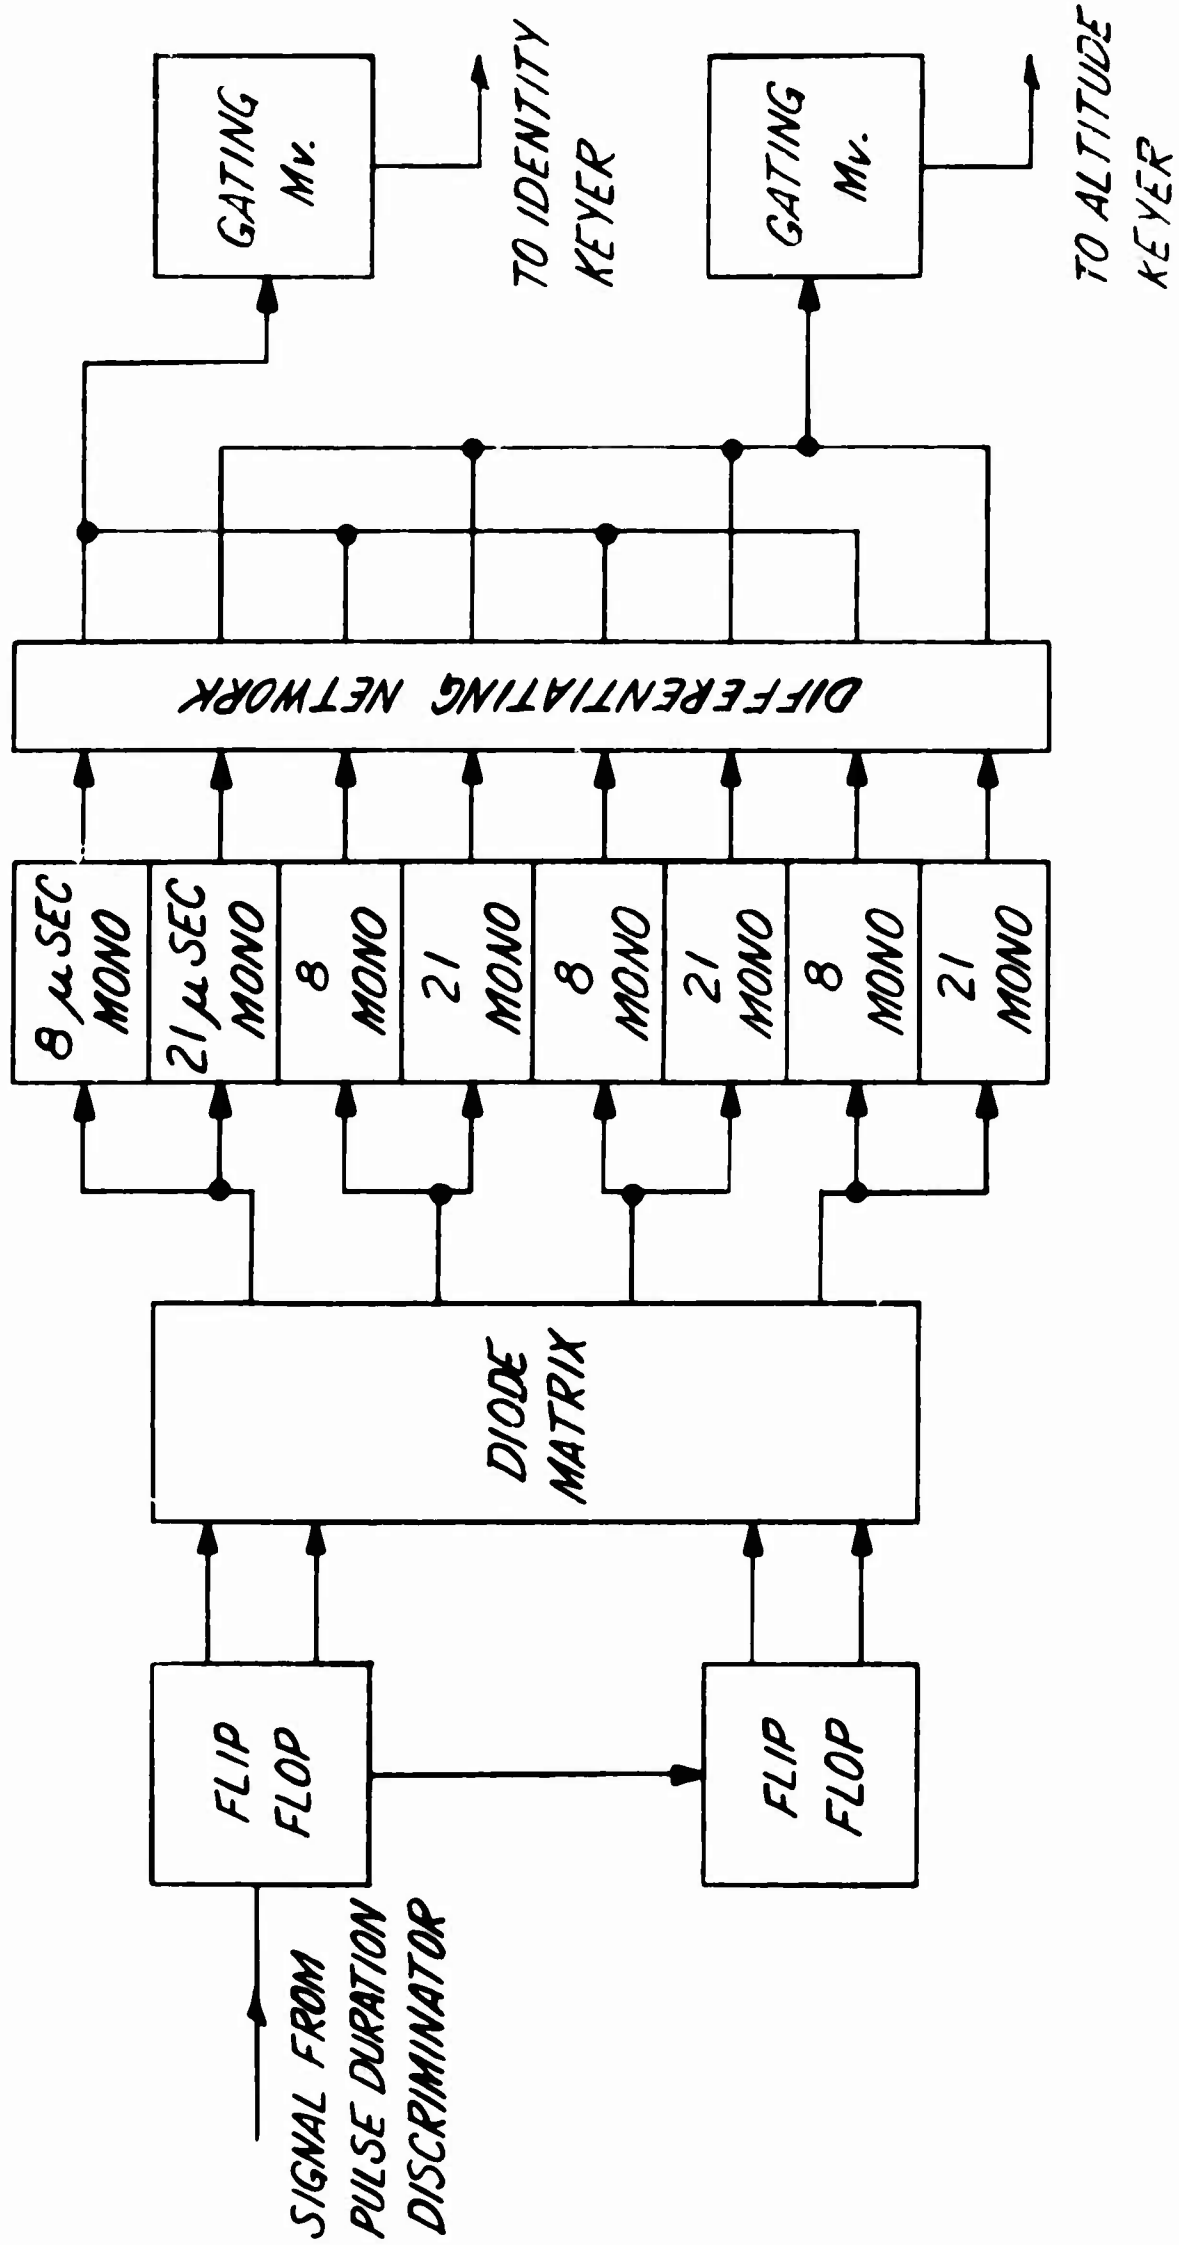 SIGNAL FROM
PULSE DURATION
DISCRIMINATOR
FLIP
FLOP
FLIP
FLOP
DIODE
MATRIX
8 μSEC
MONO
21 μSEC
MONO
8
MONO
21
MONO
8
MONO
21
MONO
8
MONO
21
MONO
DIFFERENTIATING NETWORK
GATING
Mv.
TO IDENTITY
KEYER
GATING
Mv.
TO ALTITUDE
KEYER